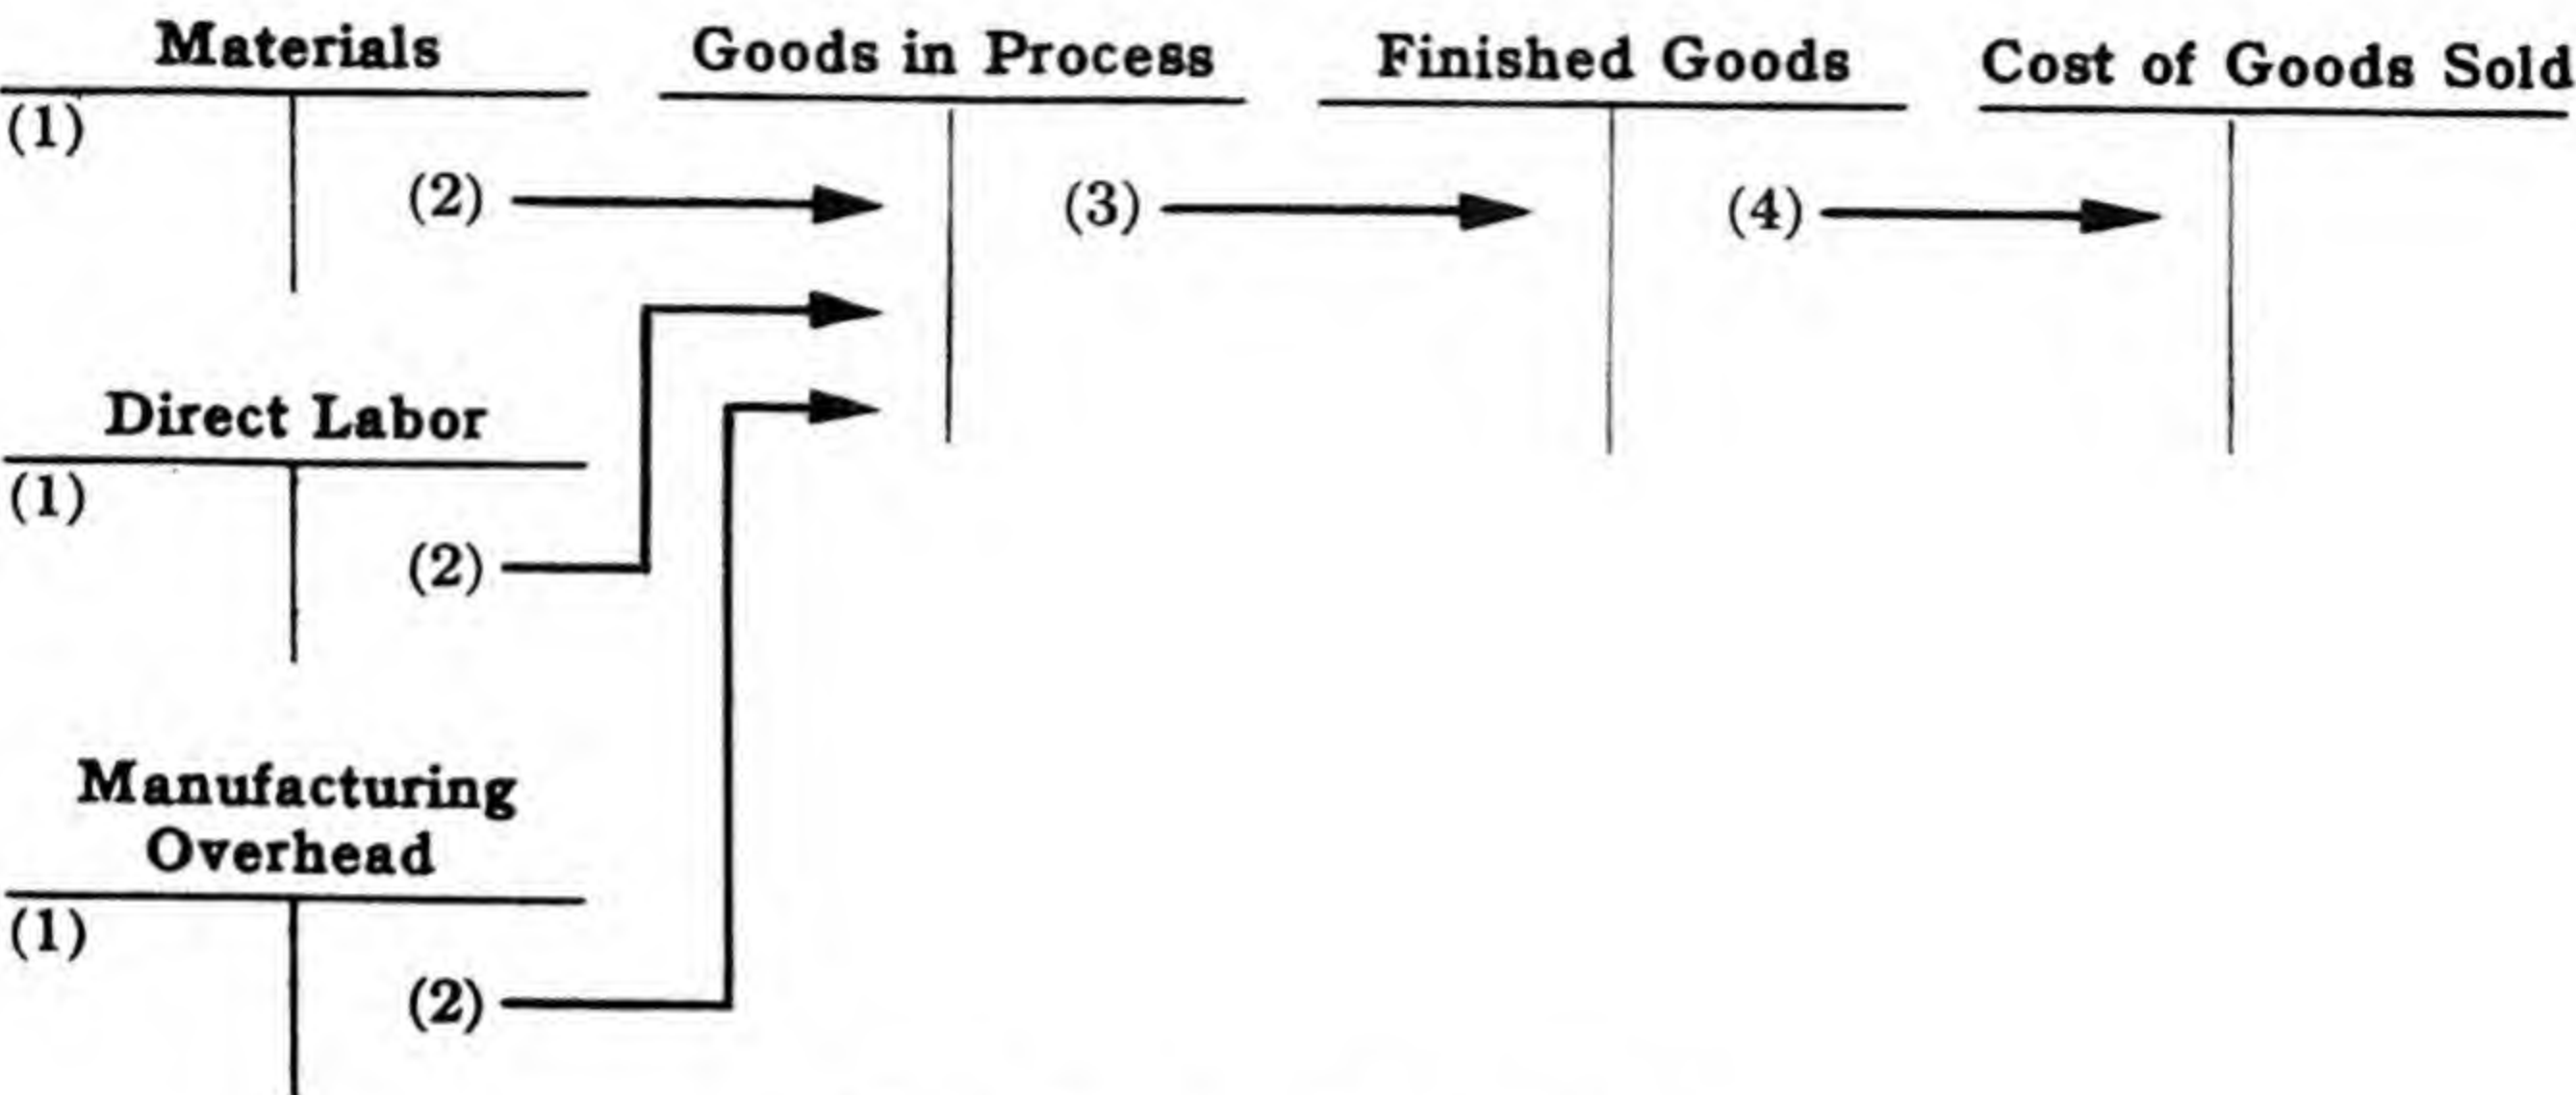 Materials
Goods in Process
Finished Goods
Cost of Goods Sold
(1)
(2)
(3)
(4)
Direct Labor
(1)
(2)
Manufacturing
Overhead
(1)
(2)